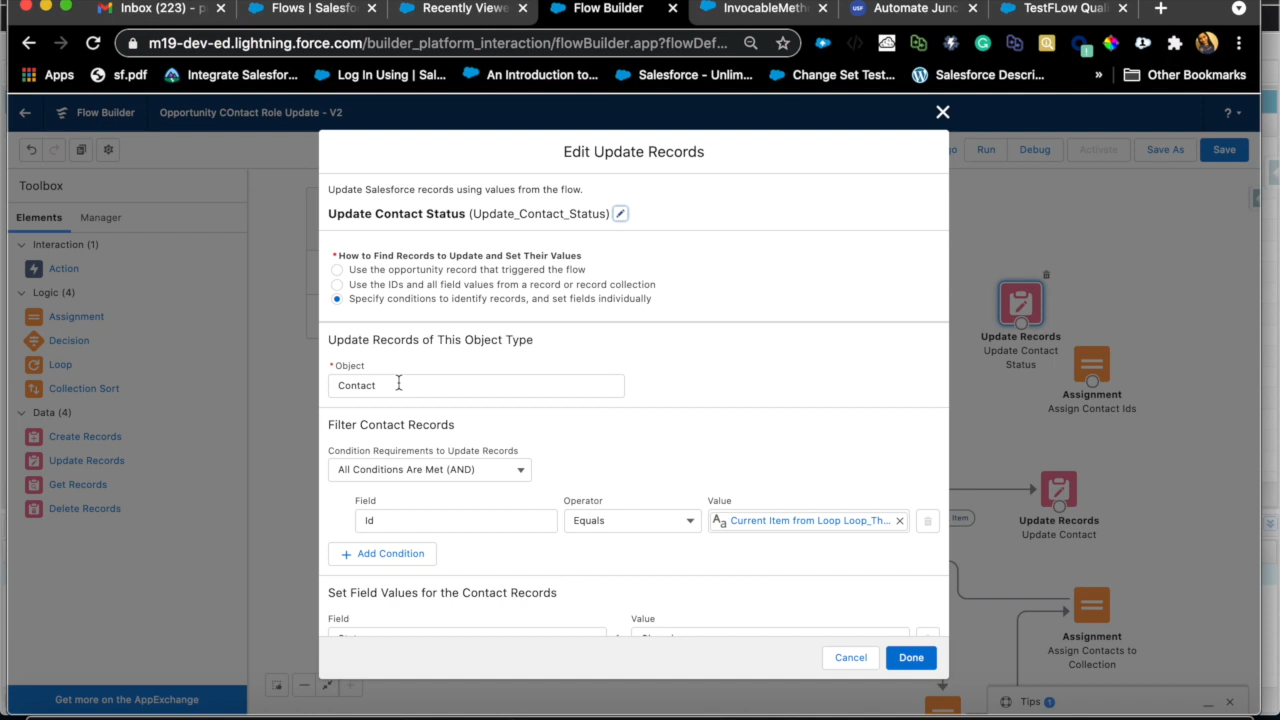 Inbox (223) - p
Flows | Salesfo
Recently Viewe
Flow Builder
InvocableMeth
Automate Junc
TestFLow Quali
m19-dev-ed.lightning.force.com/builder_platform_interaction/flowBuilder.app?flowDef...
Apps
sf.pdf
Integrate Salesfor...
Log In Using | Sal...
An Introduction to...
Salesforce – Unlim...
Change Set Test...
Salesforce Descri...
»
Other Bookmarks
Flow Builder
Opportunity COntact Role Update - V2
?
Run
Debug
Activate
Save As
Save
Toolbox
Elements
Manager
Interaction (1)
Action
Logic (4)
Assignment
Decision
Loop
Collection Sort
Data (4)
Create Records
Update Records
Get Records
Delete Records
Get more on the AppExchange
Edit Update Records
Update Salesforce records using values from the flow.
Update Contact Status (Update_Contact_Status)
*How to Find Records to Update and Set Their Values
Use the opportunity record that triggered the flow
Use the IDs and all field values from a record or record collection
Specify conditions to identify records, and set fields individually
Update Records of This Object Type
*Object
Contact
Filter Contact Records
Condition Requirements to Update Records
All Conditions Are Met (AND)
Field
Operator
Value
Id
Equals
Aa Current Item from Loop Loop_Th...
+ Add Condition
Set Field Values for the Contact Records
Field
Value
Cancel
Done
Update Records
Update Contact
Status
Assignment
Assign Contact Ids
Item
Update Records
Update Contact
Assignment
Assign Contacts to
Collection
Tips 1